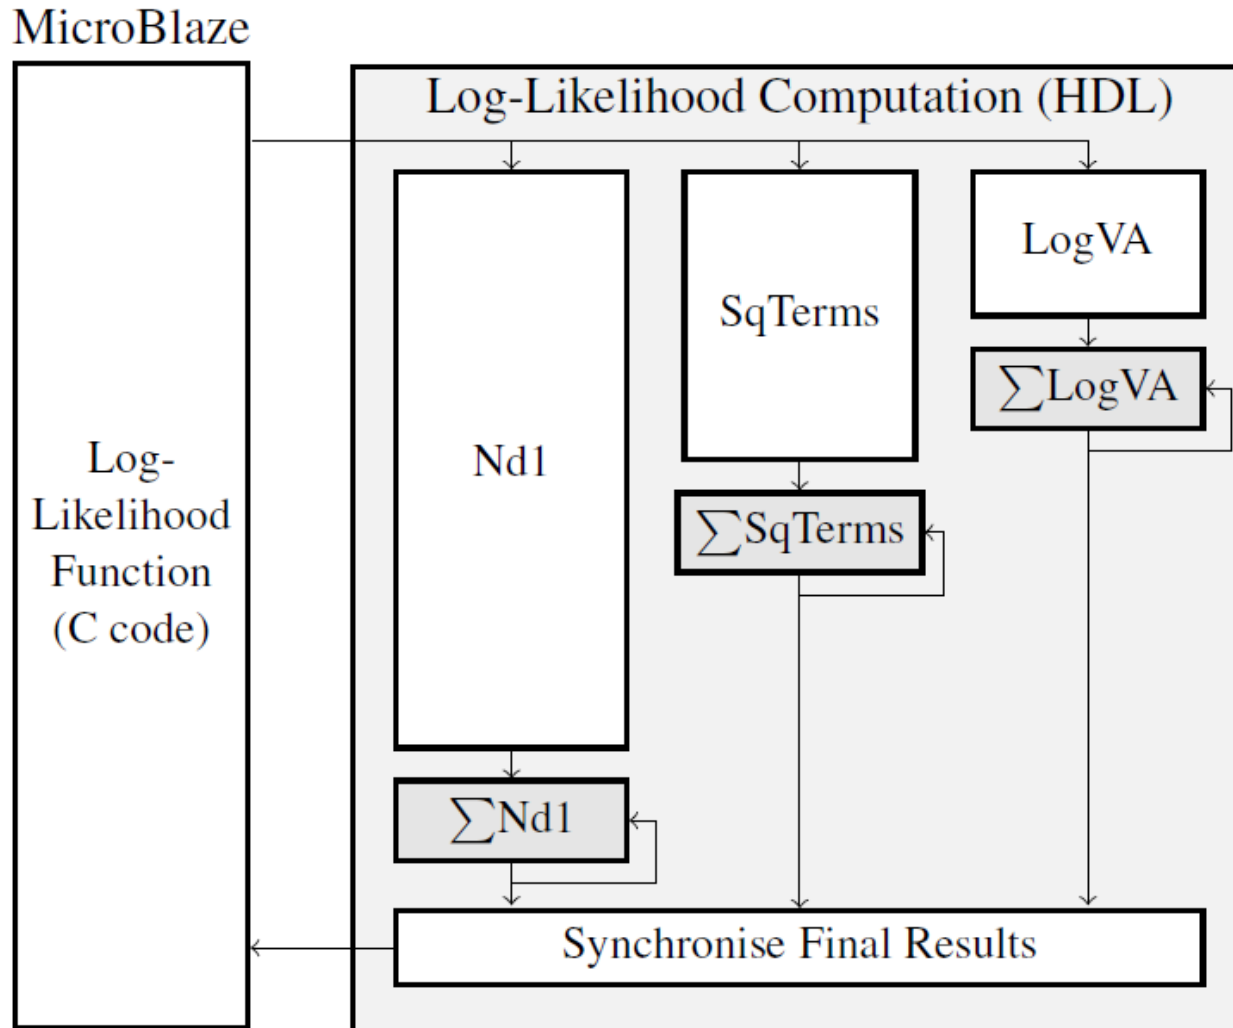 MicroBlaze
Log-Likelihood Computation (HDL)
Log-
Likelihood
Function
(C code)
Nd1
∑Nd1
SqTerms
∑SqTerms
LogVA
∑LogVA
Synchronise Final Results